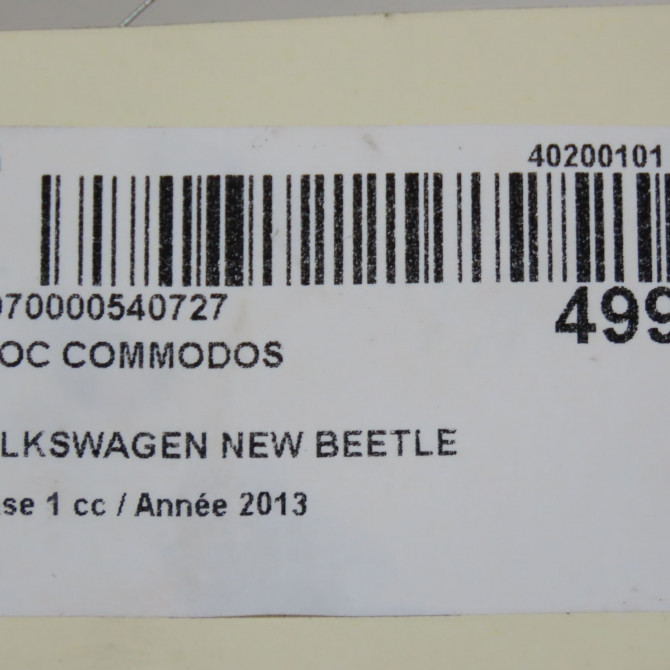 40200101
070000540727
499
OC COMMODOS
LKSWAGEN NEW BEETLE
se 1 cc / Année 2013